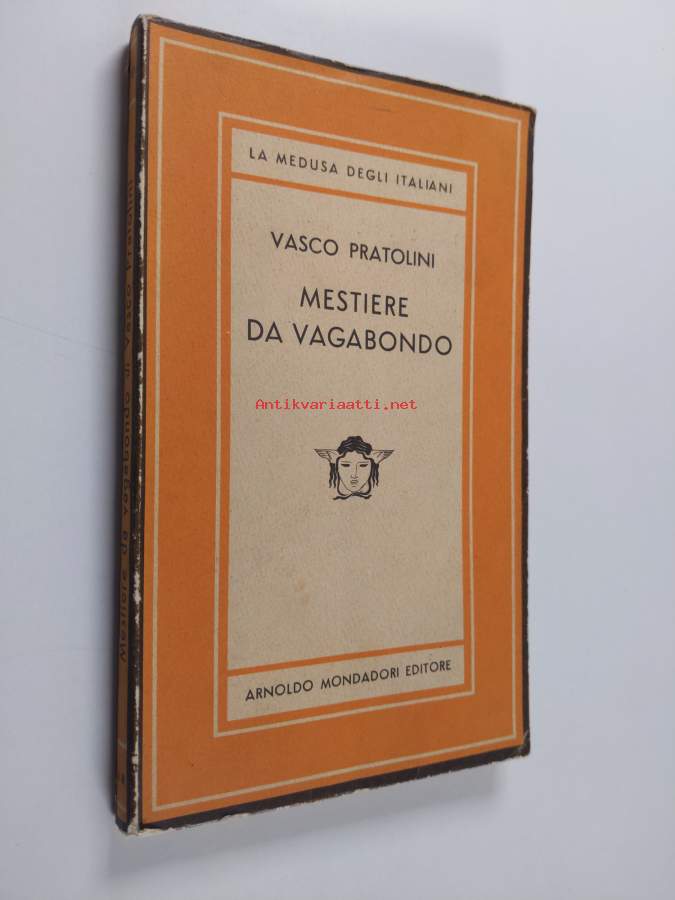 LA MEDUSA DEGLI ITALIANI
VASCO PRATOLINI
MESTIERE
DA VAGABONDO
Antikvariaatti.net
ARNOLDO MONDADORI EDITORE
Mestiere da vagabondo di Vasco Pratolini